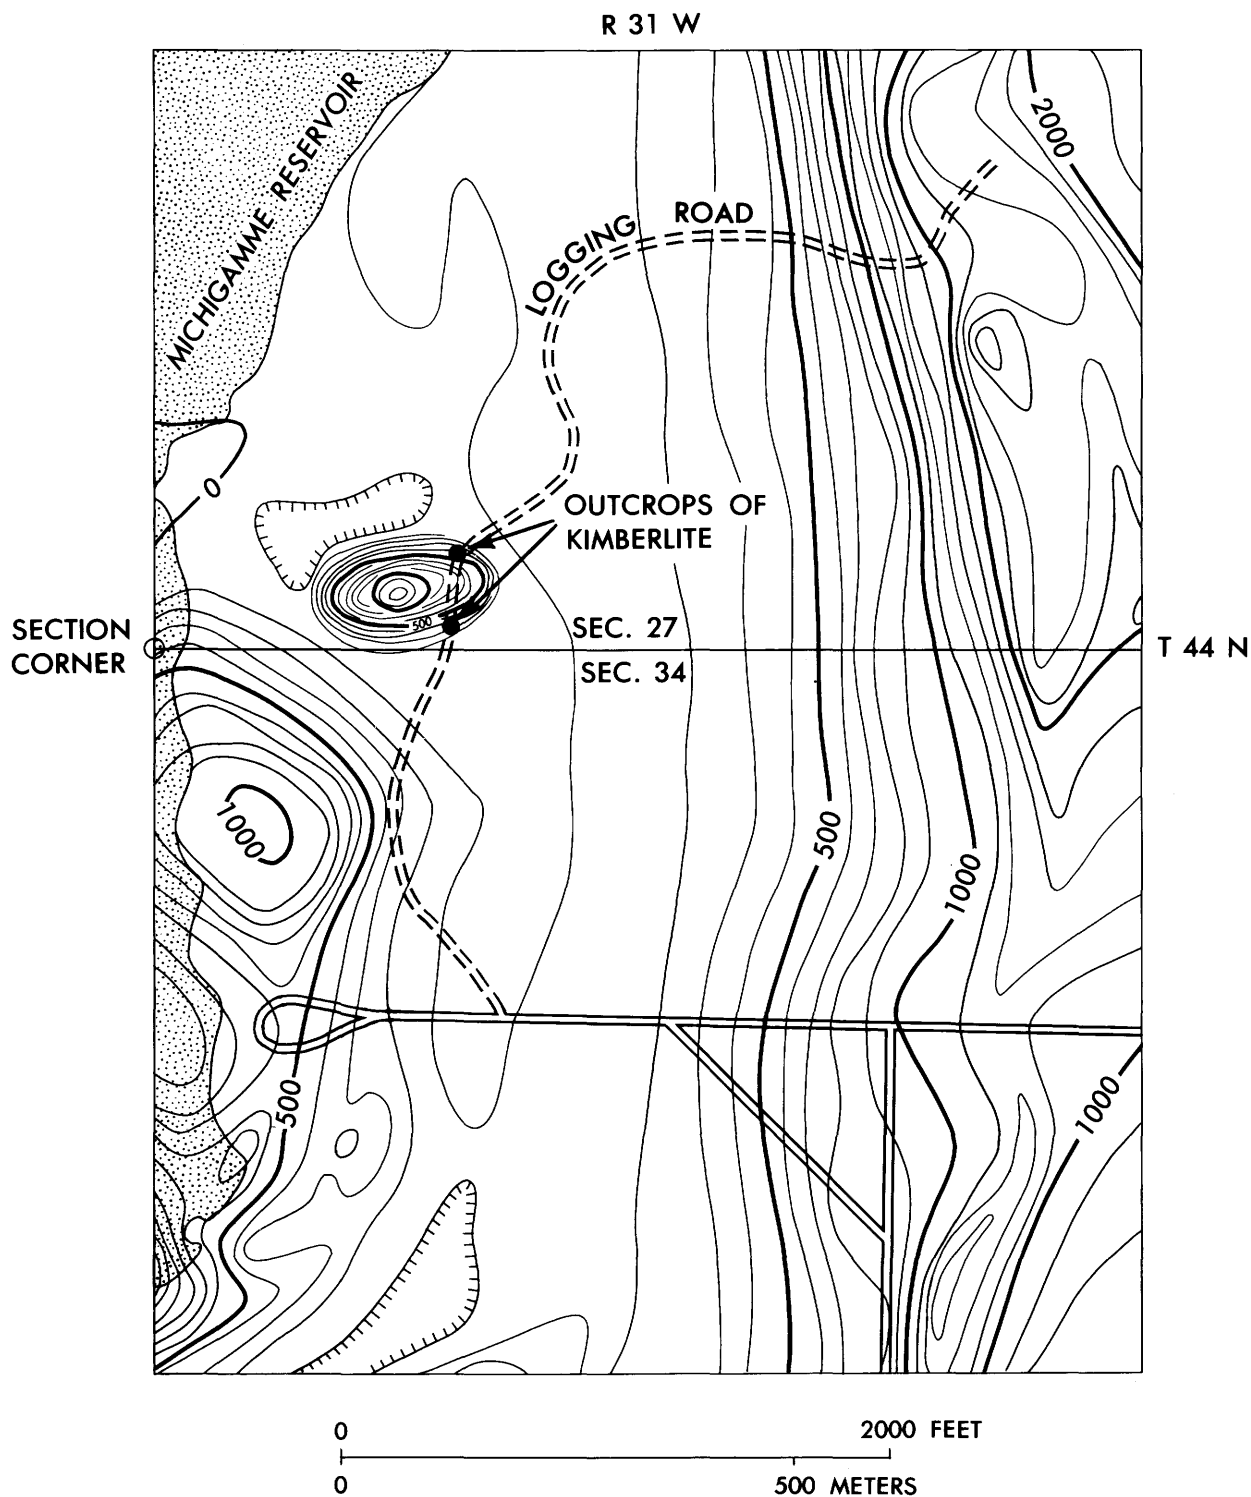 R 31 W
MICHIGAMME RESERVOIR
2000
LOGGING ROAD
0
OUTCROPS OF
KIMBERLITE
500
SECTION
CORNER
SEC. 27
SEC. 34
T 44 N
1000
500
1000
500
1000
0
2000 FEET
0
500 METERS